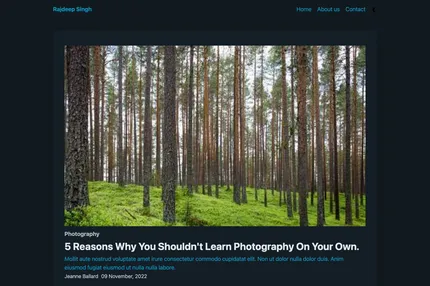 Rajdeep Singh
Home About us Contact
Photography
5 Reasons Why You Shouldn't Learn Photography On Your Own.
Mollit aute nostrud voluptate amet irure consectetur commodo cupidatat elit. Non ut dolor nulla dolor duis. Anim
eiusmod fugiat eiusmod ut nulla nulla labore.
Jeanne Ballard 09 November, 2022